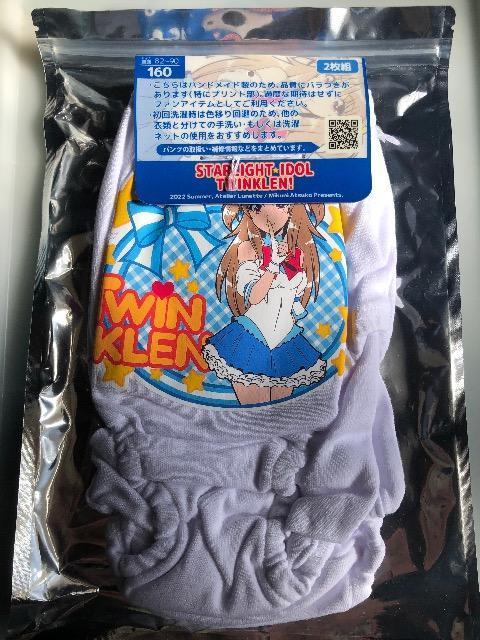 腰囲 82~90
160
2枚組
・こちらはハンドメイド製のため、品質にバラつきが
あります(特にプリント部)。過度な期待はせずに
ファンアイテムとしてご利用ください。
・初回洗濯時は色移り回避のため、他の
衣類と分けての手洗い・もしくは洗濯
ネットの使用をおすすめします。
パンツの取扱い・補修情報などをまとめています。
STARLIGHT★IDOL
TWINKLEN!
2022 Summer, Atelier Lunette / Mikuni Atsuko Presents.
TWIN
KLEN